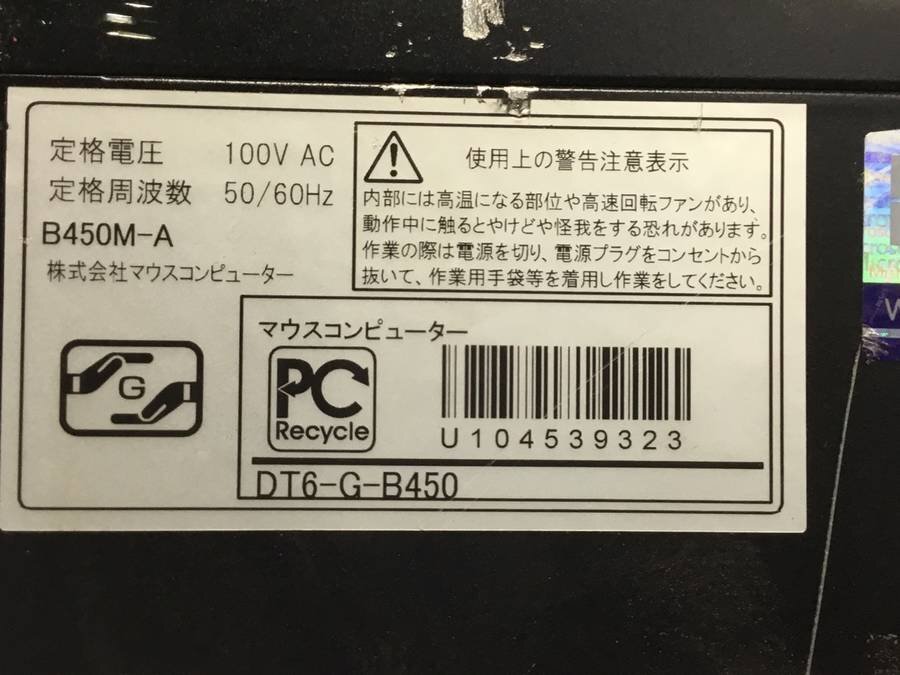 定格電圧 100V AC
定格周波数 50/60Hz
B450M-A
株式会社マウスコンピューター
使用上の警告注意表示
内部には高温になる部位や高速回転ファンがあり、
動作中に触るとやけどや怪我をする恐れがあります。
作業の際は電源を切り、電源プラグをコンセントから
抜いて、作業用手袋等を着用し作業をしてください。
G
マウスコンピューター
PC
Recycle
U104539323
DT6-G-B450
W